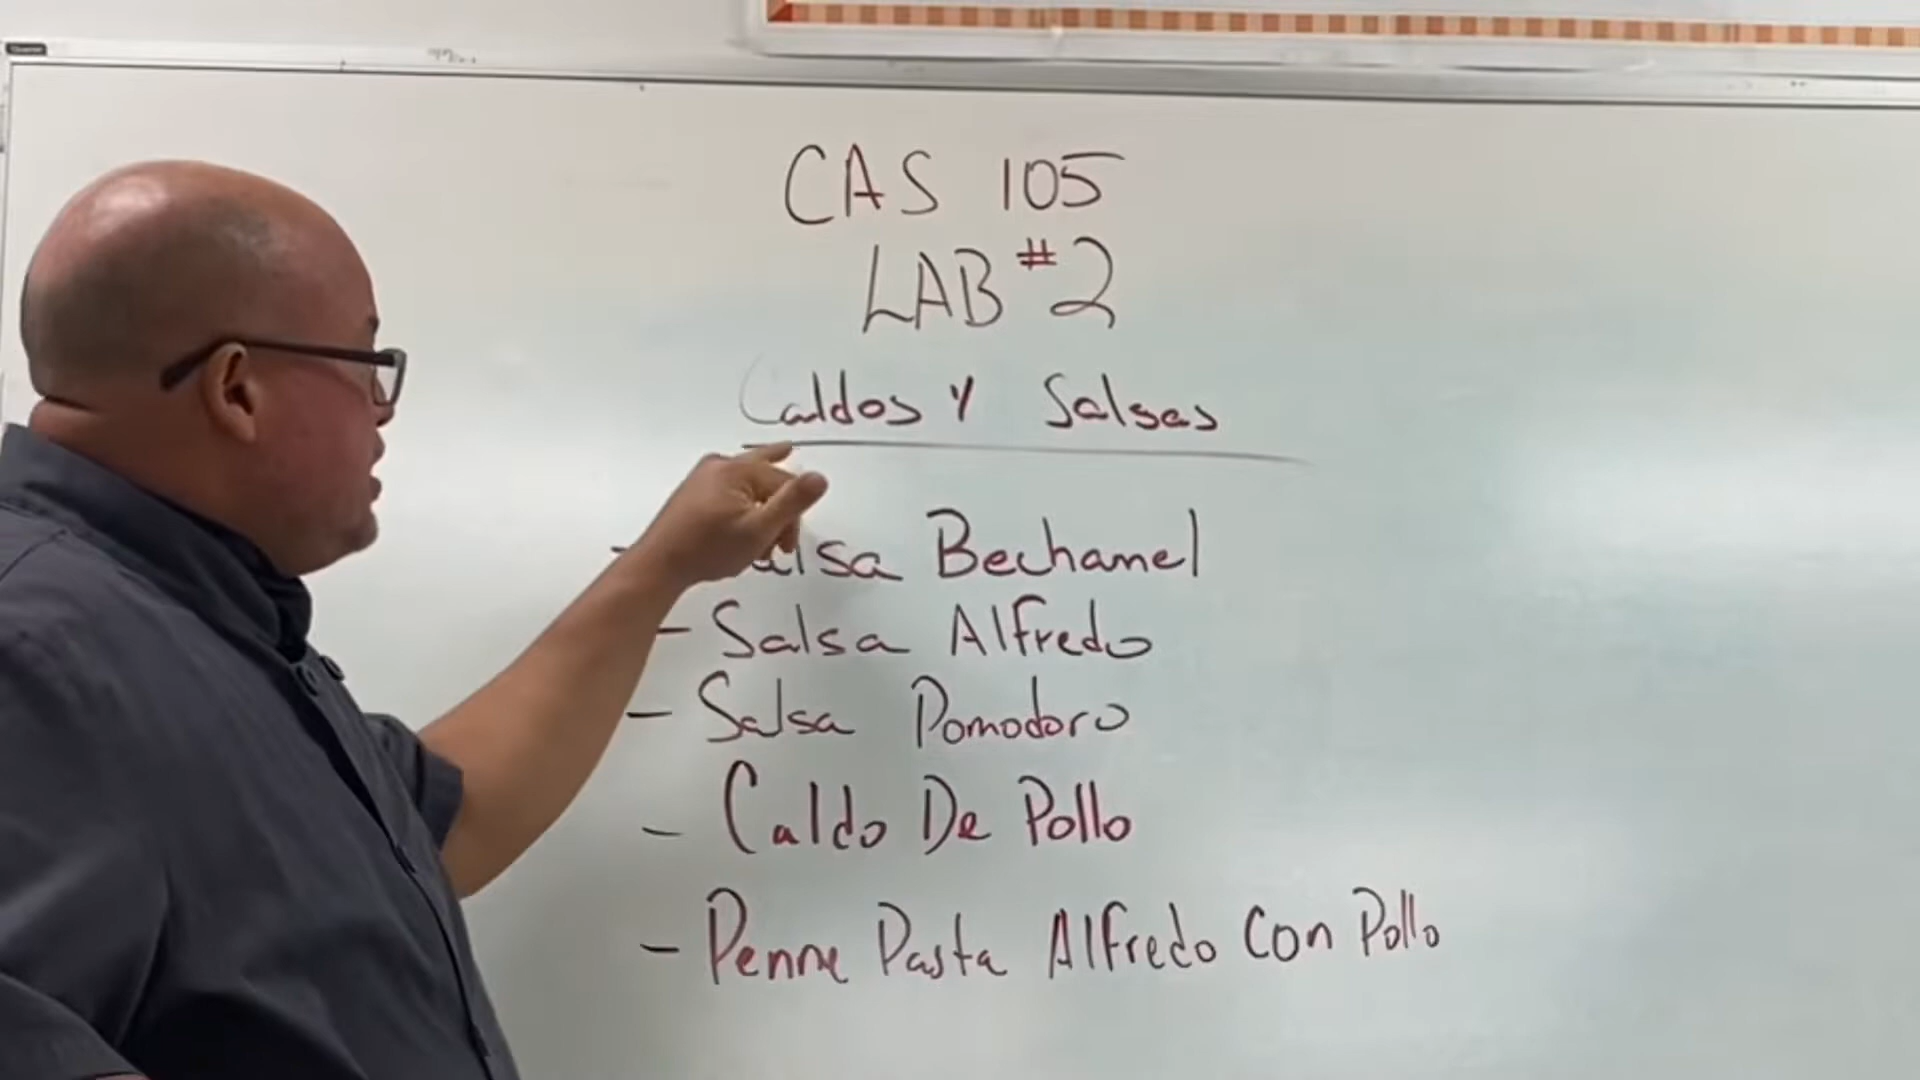 CAS 105
LAB #2
Caldos y Salsas
- Salsa Bechamel
- Salsa Alfredo
- Salsa Pomodoro
- Caldo De Pollo
- Penne Pasta Alfredo Con Pollo